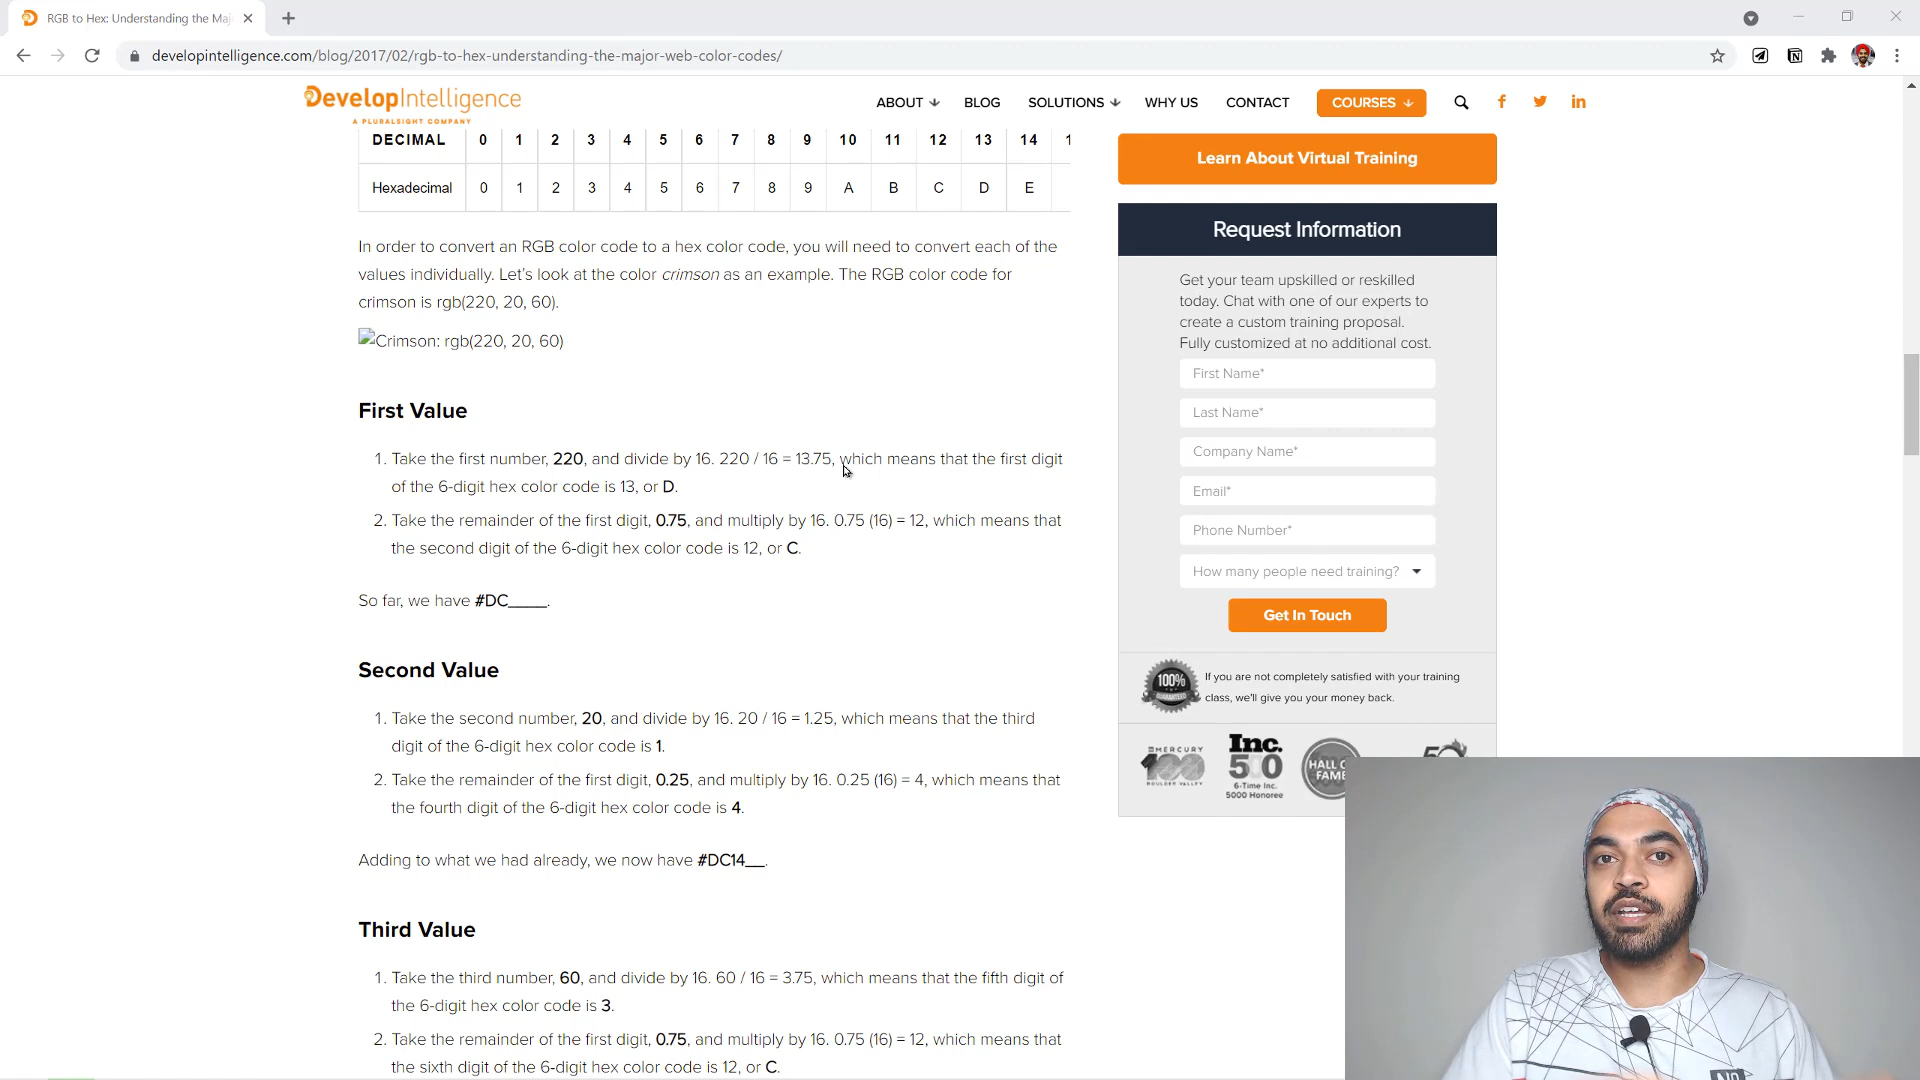 RGB to Hex: Understanding the Maj
developintelligence.com/blog/2017/02/rgb-to-hex-understanding-the-major-web-color-codes/
DevelopIntelligence
A PLURALSIGHT COMPANY
ABOUT BLOG SOLUTIONS WHY US CONTACT COURSES
DECIMAL 0 1 2 3 4 5 6 7 8 9 10 11 12 13 14 1
Hexadecimal 0 1 2 3 4 5 6 7 8 9 A B C D E
In order to convert an RGB color code to a hex color code, you will need to convert each of the
values individually. Let's look at the color crimson as an example. The RGB color code for
crimson is rgb(220, 20, 60).
Crimson: rgb(220, 20, 60)
First Value
1. Take the first number, 220, and divide by 16. 220 / 16 = 13.75, which means that the first digit
of the 6-digit hex color code is 13, or D.
2. Take the remainder of the first digit, 0.75, and multiply by 16. 0.75 (16) = 12, which means that
the second digit of the 6-digit hex color code is 12, or C.
So far, we have #DC____.
Second Value
1. Take the second number, 20, and divide by 16. 20 / 16 = 1.25, which means that the third
digit of the 6-digit hex color code is 1.
2. Take the remainder of the first digit, 0.25, and multiply by 16. 0.25 (16) = 4, which means that
the fourth digit of the 6-digit hex color code is 4.
Adding to what we had already, we now have #DC14__.
Third Value
1. Take the third number, 60, and divide by 16. 60 / 16 = 3.75, which means that the fifth digit of
the 6-digit hex color code is 3.
2. Take the remainder of the first digit, 0.75, and multiply by 16. 0.75 (16) = 12, which means that
the sixth digit of the 6-digit hex color code is 12, or C.
Learn About Virtual Training
Request Information
Get your team upskilled or reskilled
today. Chat with one of our experts to
create a custom training proposal.
Fully customized at no additional cost.
First Name*
Last Name*
Company Name*
Email*
Phone Number*
How many people need training?
Get In Touch
100%
If you are not completely satisfied with your training
class, we'll give you your money back.
MERCURY
100
BOULDER VALLEY
Inc.
500
6-Time Inc.
5000 Honoree
HALL
FAME
50